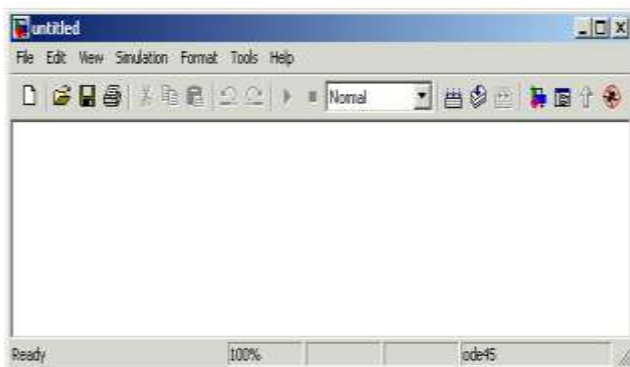 untitled
File Edit View Simulation Format Tools Help
Normal
Ready 100% ode45